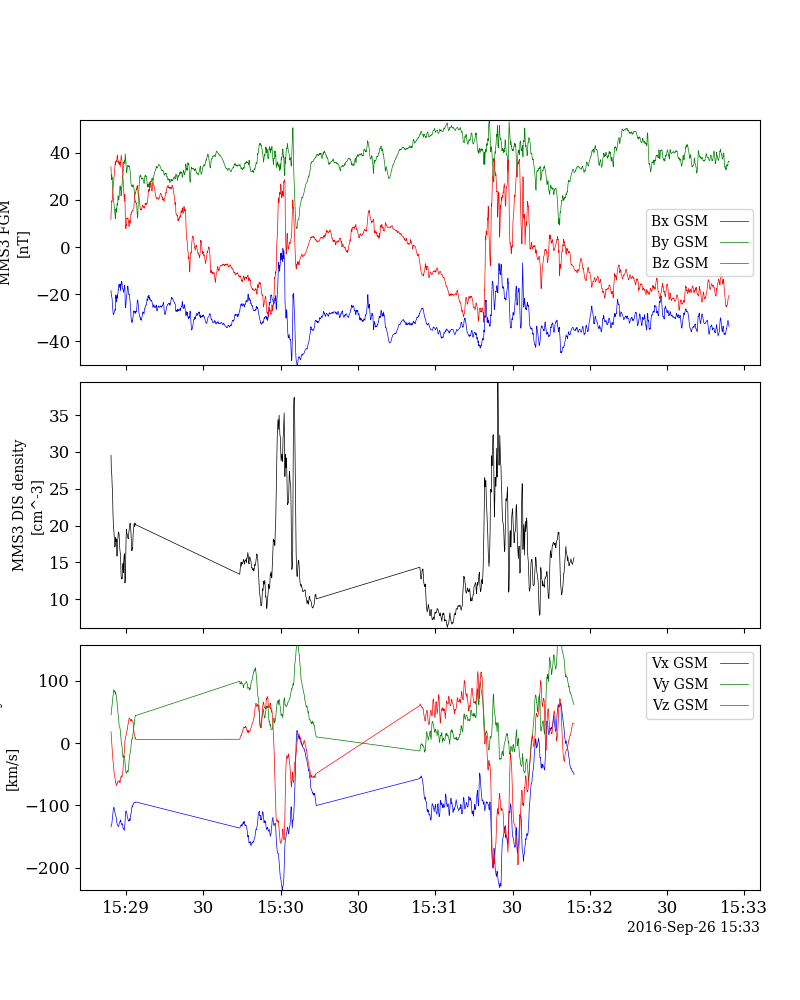 MMS3 FGM
[nT]
40
20
0
−20
−40
Bx GSM
By GSM
Bz GSM
MMS3 DIS density
[cm^-3]
35
30
25
20
15
10
[km/s]
100
0
−100
−200
Vx GSM
Vy GSM
Vz GSM
15:29 30 15:30 30 15:31 30 15:32 30 15:33
2016-Sep-26 15:33